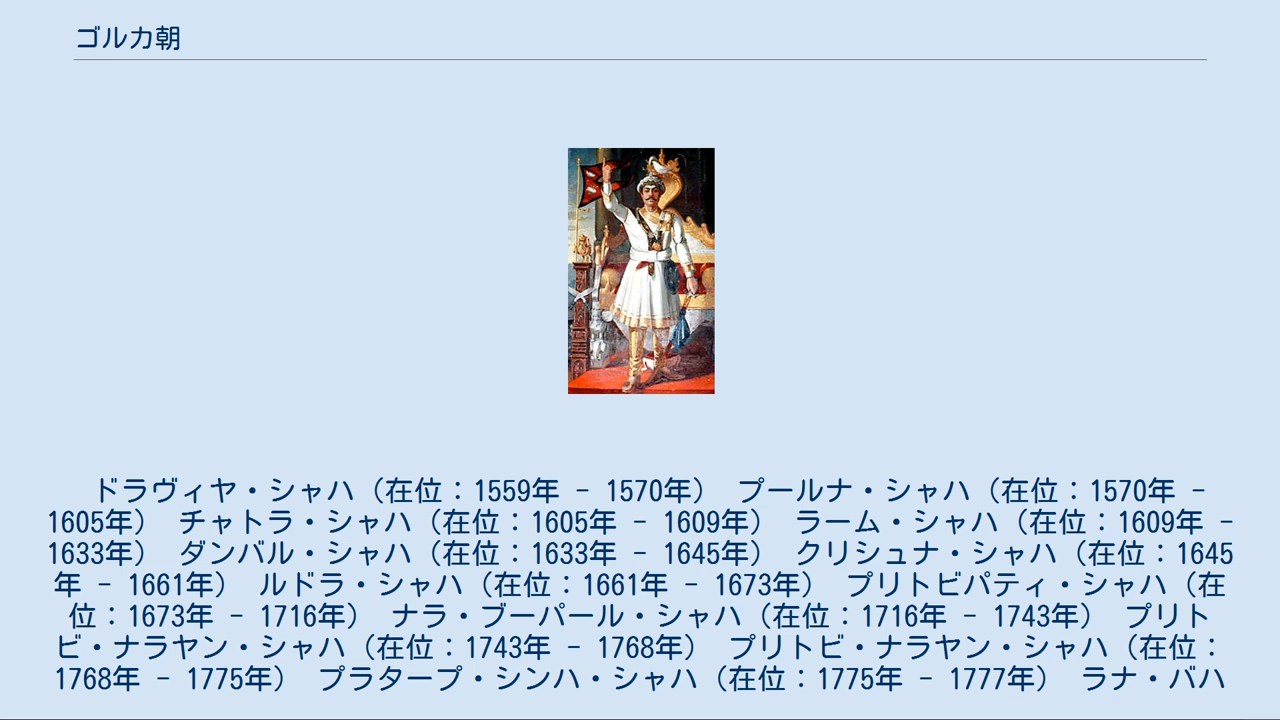 ゴルカ朝
ドラヴィヤ・シャハ（在位：1559年 - 1570年） プールナ・シャハ（在位：1570年 -
1605年） チャトラ・シャハ（在位：1605年 - 1609年） ラーム・シャハ（在位：1609年 -
1633年） ダンバル・シャハ（在位：1633年 - 1645年） クリシュナ・シャハ（在位：1645
年 - 1661年） ルドラ・シャハ（在位：1661年 - 1673年） プリトビパティ・シャハ（在
位：1673年 - 1716年） ナラ・ブーパール・シャハ（在位：1716年 - 1743年） プリト
ビ・ナラヤン・シャハ（在位：1743年 - 1768年） プリトビ・ナラヤン・シャハ（在位：
1768年 - 1775年） プラタープ・シンハ・シャハ（在位：1775年 - 1777年） ラナ・バハ